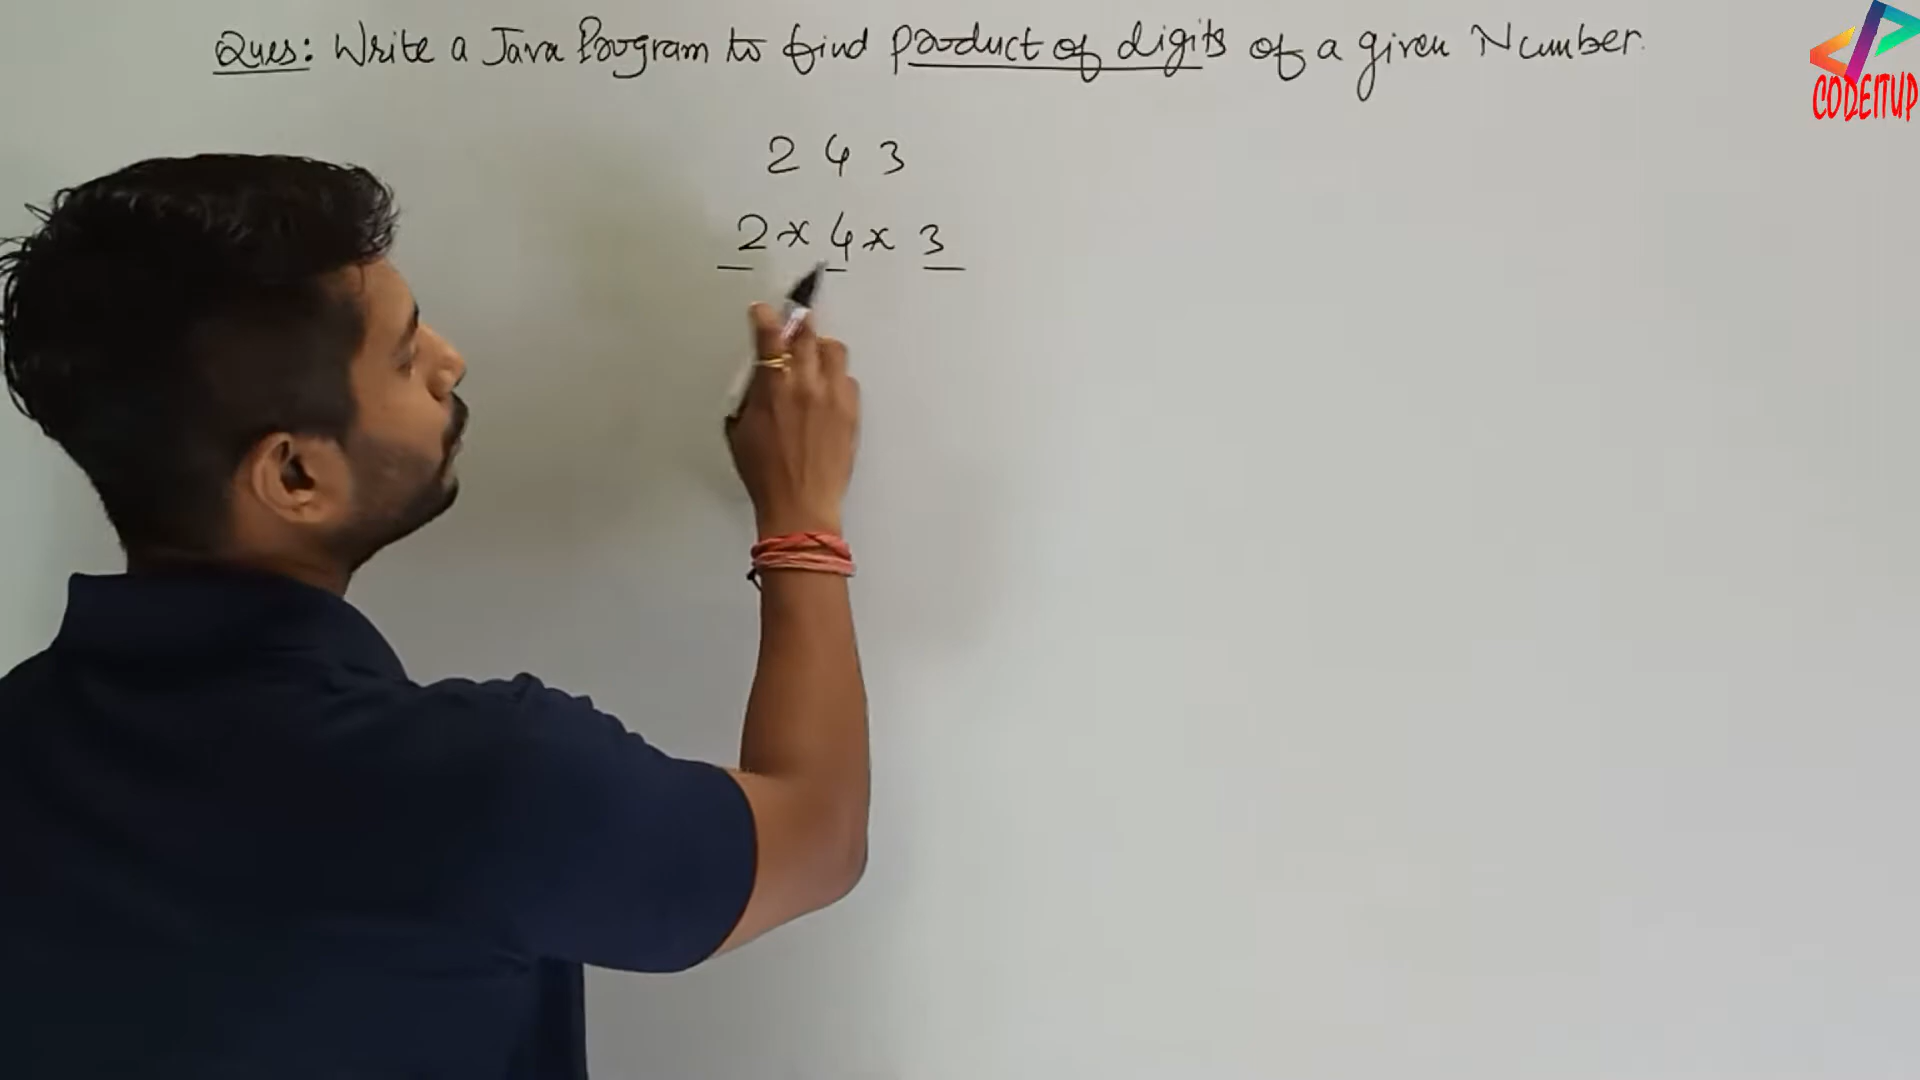 Ques: Write a Java Program to find product of digits of a given Number.
CODEITUP
2 4 3
2 x 4 x 3